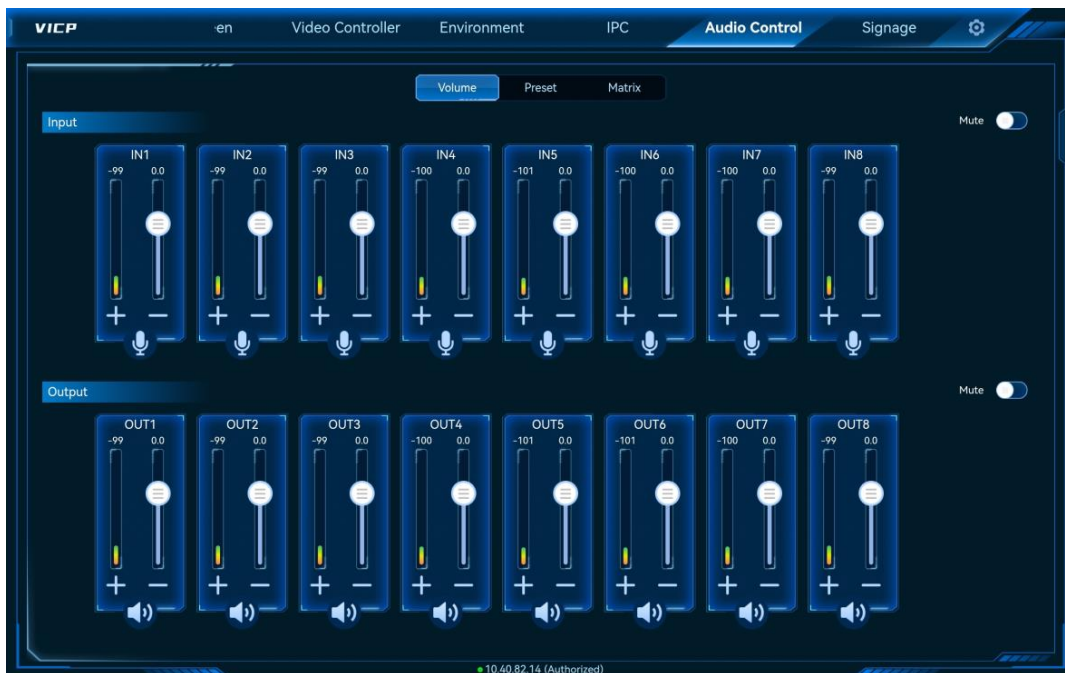 VICP en Video Controller Environment IPC Audio Control Signage
Volume Preset Matrix
Input Mute
IN1 IN2 IN3 IN4 IN5 IN6 IN7 IN8
-99 0.0 -99 0.0 -99 0.0 -100 0.0 -101 0.0 -100 0.0 -100 0.0 -99 0.0
Output Mute
OUT1 OUT2 OUT3 OUT4 OUT5 OUT6 OUT7 OUT8
-99 0.0 -99 0.0 -99 0.0 -100 0.0 -101 0.0 -101 0.0 -100 0.0 -99 0.0
10.40.82.14 (Authorized)